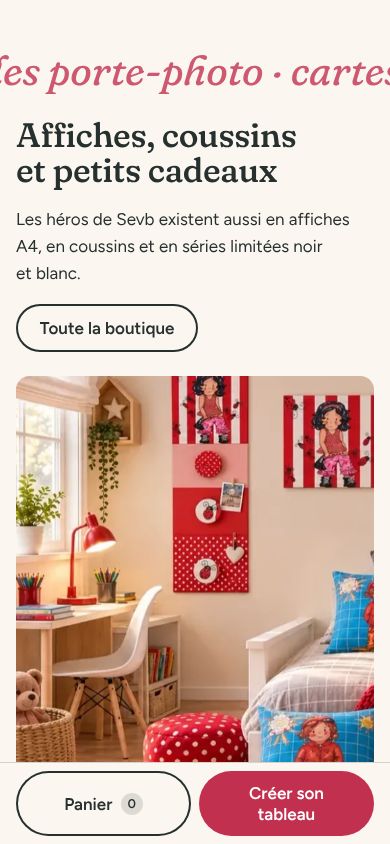 les porte-photo · cartes
Affiches, coussins
et petits cadeaux
Les héros de Sevb existent aussi en affiches
A4, en coussins et en séries limitées noir
et blanc.
Toute la boutique
Panier 0
Créer son
tableau